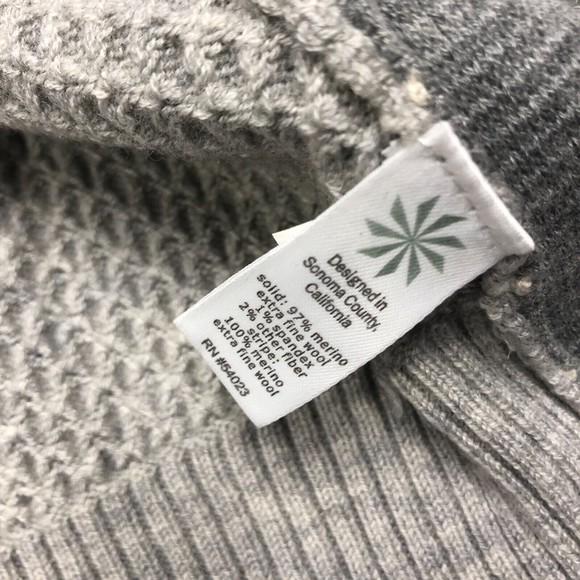 Designed in
Sonoma County,
California
solid: 97% merino
extra fine wool
1% spandex
2% other fiber
stripe:
100% merino
extra fine wool
RN #54023